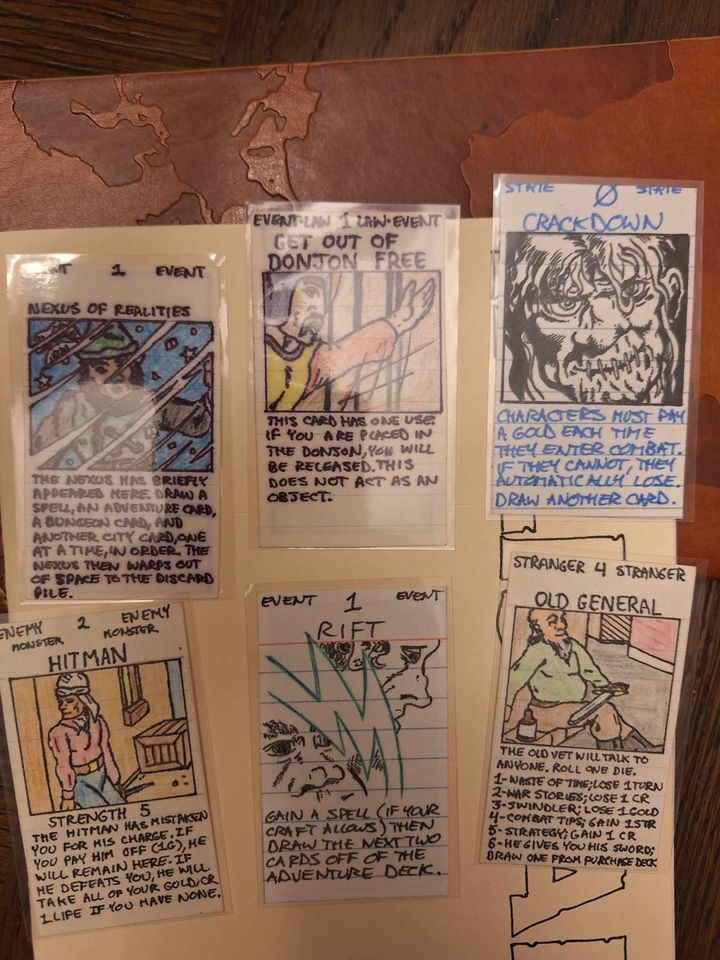 EVENT 1 EVENT
NEXUS OF REALITIES
THE NEXUS HAS BRIEFLY
APPEARED HERE. DRAW A
SPELL, AN ADVENTURE CARD,
A DUNGEON CARD, AND
ANOTHER CITY CARD, ONE
AT A TIME, IN ORDER. THE
NEXUS THEN WARPS OUT
OF SPACE TO THE DISCARD
PILE.
EVENT·LAW 1 LAW·EVENT
GET OUT OF
DONJON FREE
THIS CARD HAS ONE USE:
IF YOU ARE PLACED IN
THE DONJON, YOU WILL
BE RELEASED. THIS
DOES NOT ACT AS AN
OBJECT.
STATE 0 STATE
CRACKDOWN
CHARACTERS MUST PAY
A GOLD EACH TIME
THEY ENTER COMBAT.
IF THEY CANNOT, THEY
AUTOMATICALLY LOSE.
DRAW ANOTHER CARD.
ENEMY 2 ENEMY
MONSTER MONSTER
HITMAN
STRENGTH 5
THE HITMAN HAS MISTAKEN
YOU FOR HIS CHARGE. IF
YOU PAY HIM OFF (1G), HE
WILL REMAIN HERE. IF
HE DEFEATS YOU, HE WILL
TAKE ALL OF YOUR GOLD, OR
1 LIFE IF YOU HAVE NONE.
EVENT 1 EVENT
RIFT
GAIN A SPELL (IF YOUR
CRAFT ALLOWS) THEN
DRAW THE NEXT TWO
CARDS OFF OF THE
ADVENTURE DECK.
STRANGER 4 STRANGER
OLD GENERAL
THE OLD VET WILL TALK TO
ANYONE. ROLL ONE DIE.
1-WASTE OF TIME; LOSE 1 TURN
2-WAR STORIES; LOSE 1 CR
3-SWINDLER; LOSE 1 GOLD
4-COMBAT TIPS; GAIN 1 STR
5-STRATEGY; GAIN 1 CR
6-HE GIVES YOU HIS SWORD;
DRAW ONE FROM PURCHASE DECK